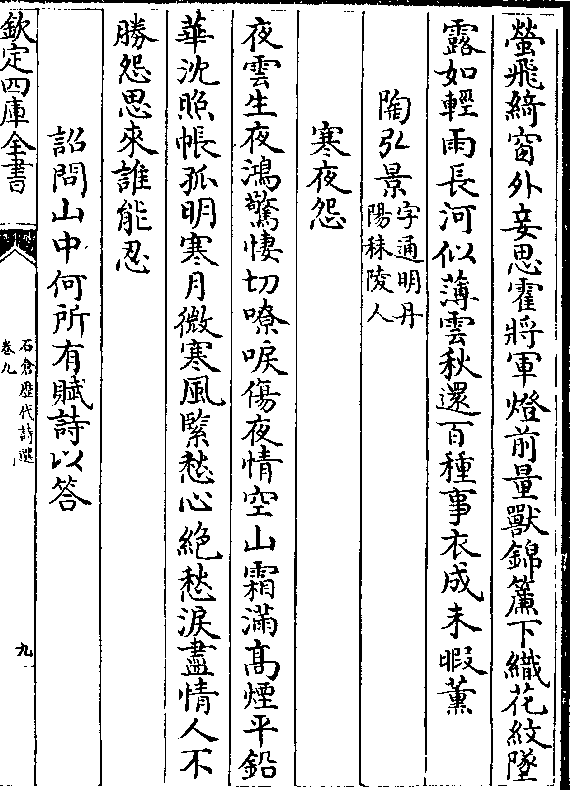 螢飛綺窗外妾思霍將軍燈前量獸錦簷下織花紋墜
露如輕雨長河似薄雲秋還百種事衣成未暇薰
陶弘景字通明丹
陽秣陵人
寒夜怨
夜雲生夜鴻驚悽切嘹唳傷夜情空山霜滿髙煙平鉛
華沈照帳孤明寒月微寒風緊愁心絶愁淚盡情人不
勝怨思來誰能忍
詔問山中何所有賦詩以答
欽定四庫全書
石倉歴代詩選
卷九
九